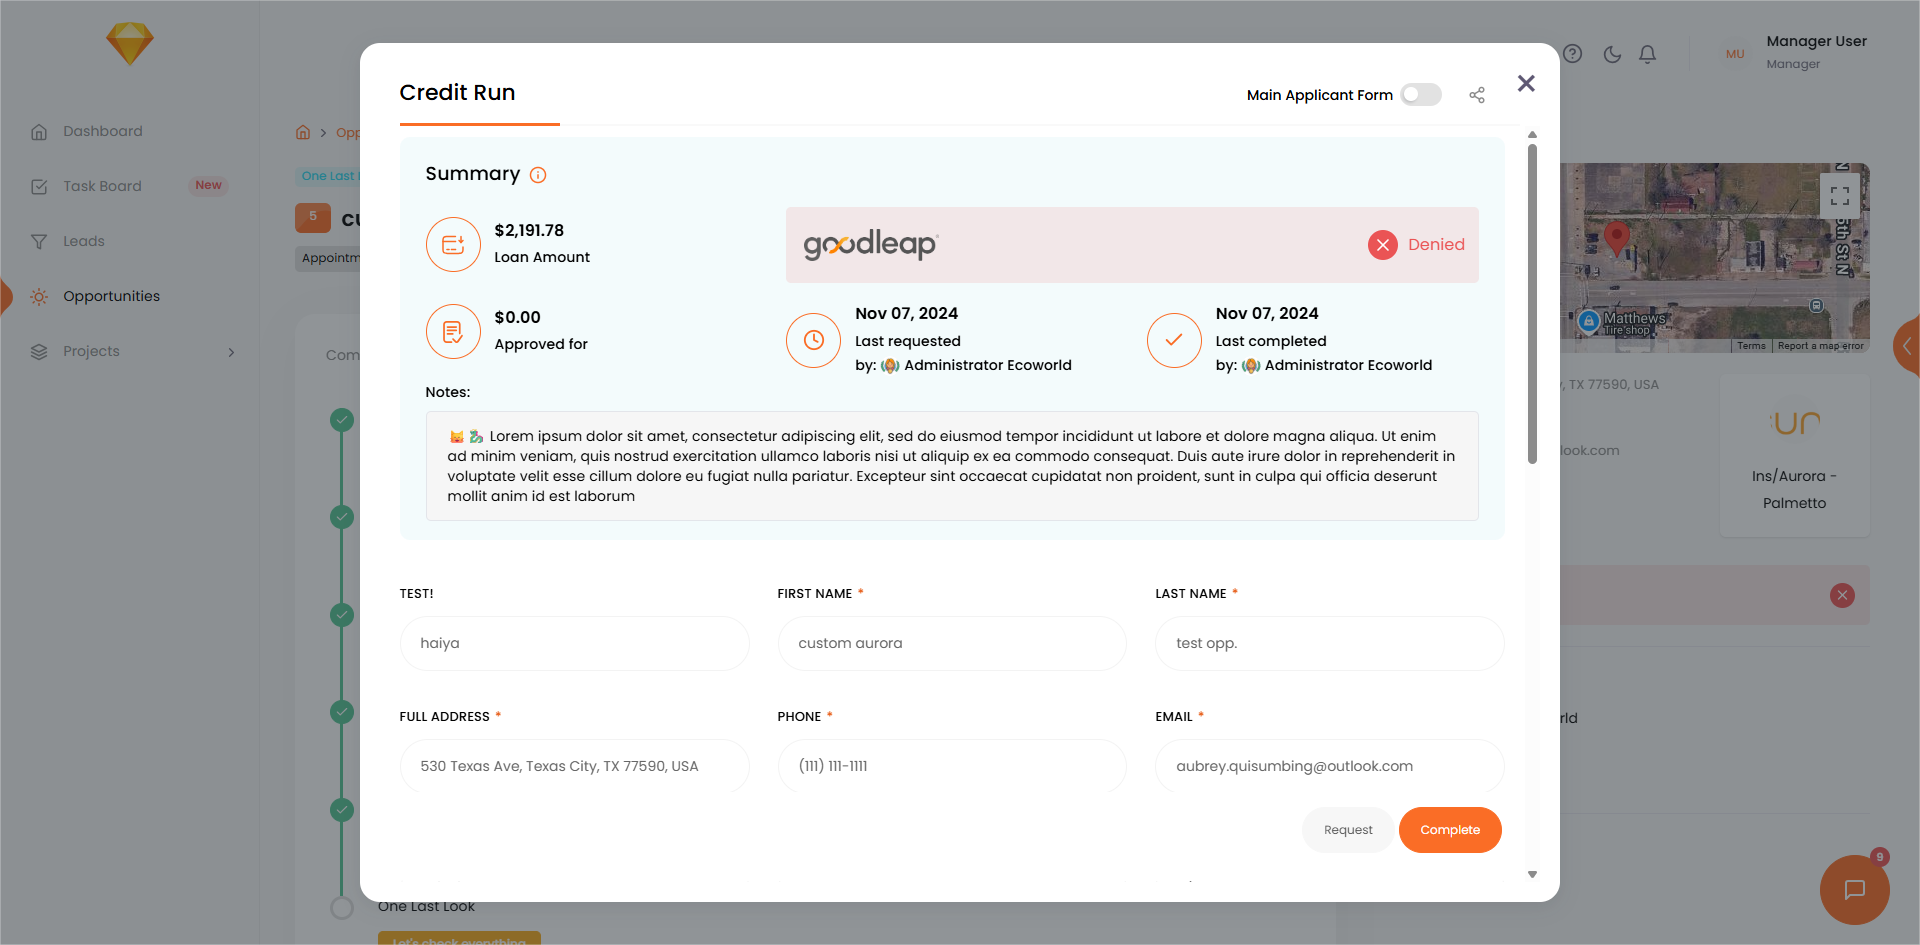 Manager User
MU
Manager
Credit Run
Main Applicant Form
Dashboard
Task Board
New
Leads
Opportunities
Projects
One Last
5
Summary
$2,191.78
Loan Amount
goodleap
Denied
$0.00
Approved for
Nov 07, 2024
Last requested
by: Administrator Ecoworld
Nov 07, 2024
Last completed
by: Administrator Ecoworld
Notes:
Lorem ipsum dolor sit amet, consectetur adipiscing elit, sed do eiusmod tempor incididunt ut labore et dolore magna aliqua. Ut enim
ad minim veniam, quis nostrud exercitation ullamco laboris nisi ut aliquip ex ea commodo consequat. Duis aute irure dolor in reprehenderit in
voluptate velit esse cillum dolore eu fugiat nulla pariatur. Excepteur sint occaecat cupidatat non proident, sunt in culpa qui officia deserunt
mollit anim id est laborum
TEST!
haiya
FIRST NAME *
custom aurora
LAST NAME *
test opp.
FULL ADDRESS *
530 Texas Ave, Texas City, TX 77590, USA
PHONE *
(111) 111-1111
EMAIL *
aubrey.quisumbing@outlook.com
Request
Complete
One Last Look
Let's check everything
Matthews
Tire shop
5th St N
Terms
Report a map error
TX 77590, USA
look.com
Ins/Aurora -
Palmetto
9